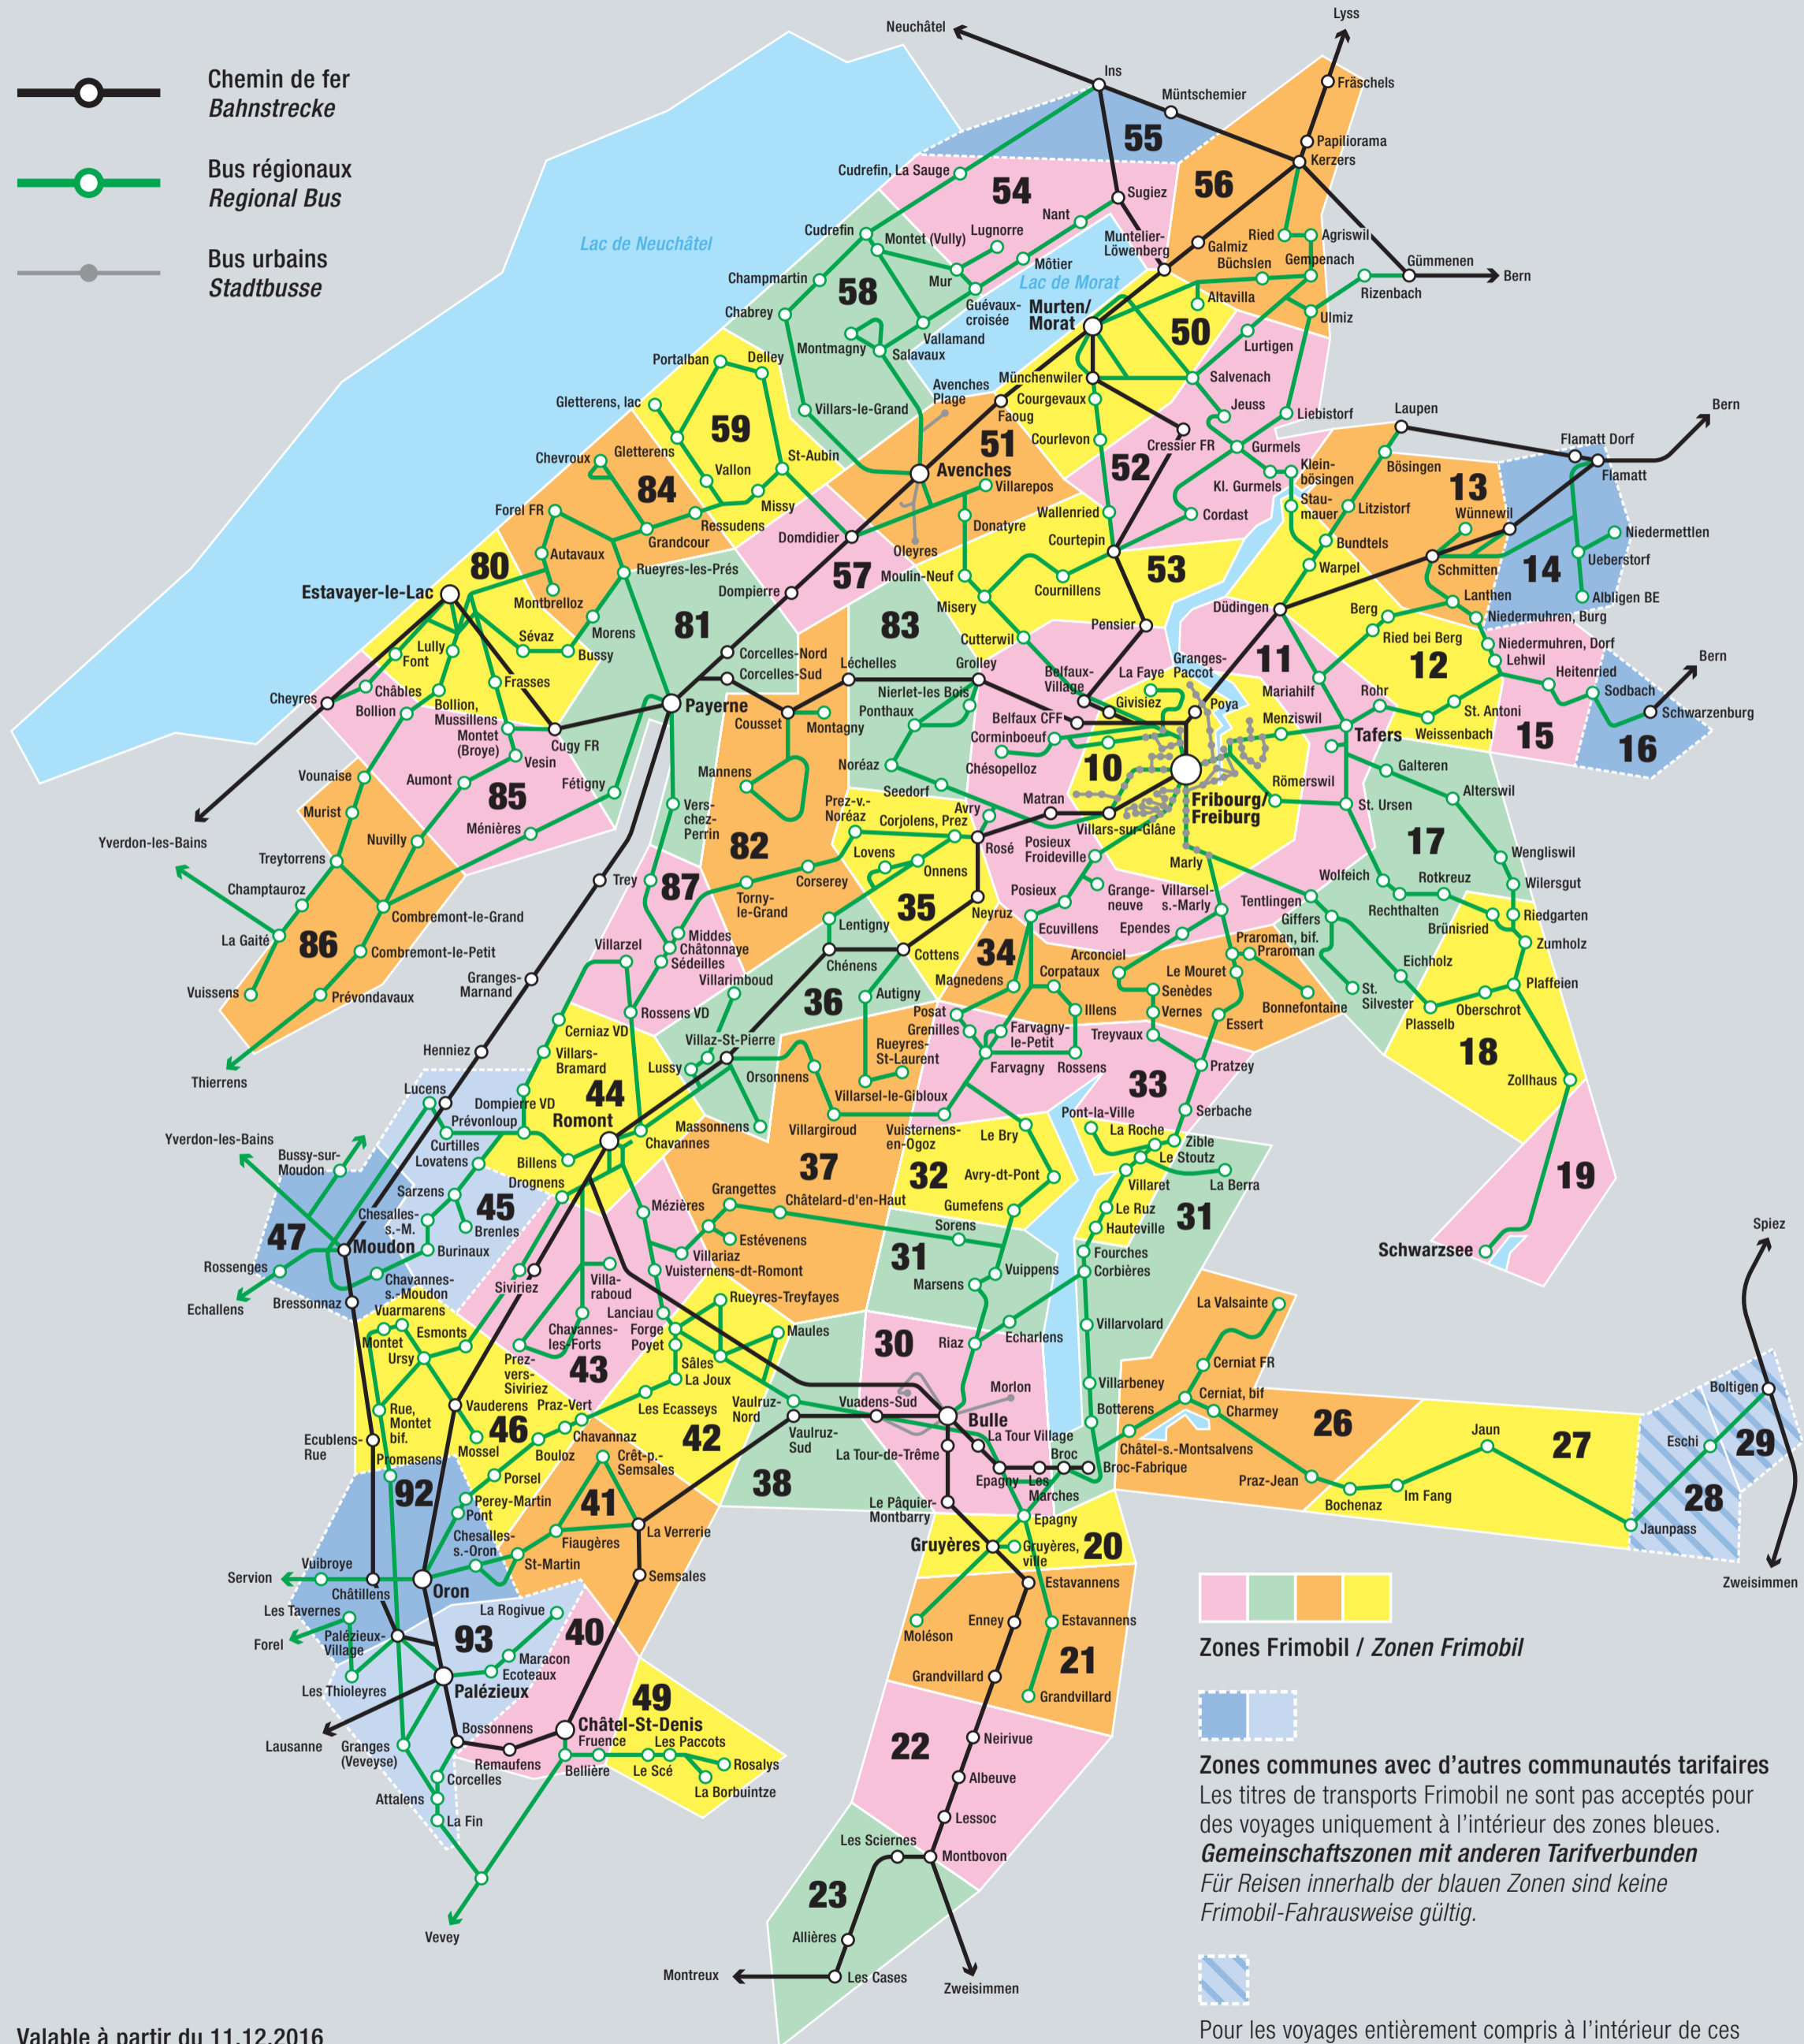 Chemin de fer
Bahnstrecke
Bus régionaux
Regional Bus
Bus urbains
Stadtbusse
Neuchâtel
Lyss
Ins
Müntschemier
Fräschels
Papiliorama
Kerzers
55
54
56
Cudrefin, La Sauge
Sugiez
Nant
Lac de Neuchâtel
Cudrefin
Montet (Vully)
Lugnorre
Muntelier-
Löwenberg
Galmiz
Ried
Agriswil
Büchslen
Gempenach
Gümmenen
Bern
Champmartin
58
Mur
Môtier
Lac de Morat
Altavilla
Rizenbach
Chabrey
Guévaux-
croisée
Murten/
Morat
50
Ulmiz
Montmagny
Vallamand
Salavaux
Lurtigen
Portalban
Delley
Avenches
Plage
Münchenwiler
Salvenach
Gletterens, lac
Villars-le-Grand
Faoug
Courgevaux
Jeuss
Liebistorf
Laupen
Bern
59
51
Courlevon
Cressier FR
Gurmels
Flamatt Dorf
Chevroux
Gletterens
Vallon
St-Aubin
Avenches
52
Klein-
bösingen
Bösingen
Flamatt
84
Villarepos
Kl. Gurmels
13
Missy
Forel FR
Ressudens
Donatyre
Wallenried
Cordast
Stau-
mauer
Litzistorf
Wünnewil
Niedermettlen
Grandcour
Domdidier
Oleyres
Courtepin
Bundtels
Autavaux
80
Rueyres-les-Prés
57
Moulin-Neuf
53
Warpel
Schmitten
14
Ueberstorf
Estavayer-le-Lac
Montbrelloz
Dompierre
Cournillens
Misery
Düdingen
Lanthen
Albligen BE
Morens
81
83
Pensier
Berg
Niedermuhren, Burg
Lully
Sévaz
Bussy
Cutterwil
Ried bei Berg
Niedermuhren, Dorf
Font
Corcelles-Nord
Léchelles
Grolley
Belfaux-
Village
La Faye
Granges-
Paccot
11
12
Lehwil
Bern
Cheyres
Châbles
Frasses
Corcelles-Sud
Nierlet-les Bois
Mariahilf
Rohr
Heitenried
Sodbach
Bollion
Bollion,
Mussillens
Payerne
Cousset
Montagny
Ponthaux
Belfaux CFF
Givisiez
Poya
Menziswil
St. Antoni
Schwarzenburg
Montet
(Broye)
Cugy FR
Corminboeuf
Tafers
Weissenbach
15
16
Vounaise
Aumont
Vesin
Fétigny
Mannens
Noréaz
Chésopelloz
10
Galteren
85
Seedorf
Römerswil
Alterswil
Murist
Vers-
chez-
Perrin
Prez-v.-
Noréaz
Avry
Matran
Fribourg/
Freiburg
St. Ursen
Yverdon-les-Bains
Nuvilly
Ménières
Corjolens, Prez
Villars-sur-Glâne
17
82
Treytorrens
Lovens
Rosé
Posieux
Froideville
Marly
Wengliswil
Champtauroz
Trey
87
Corserey
Onnens
Wolfeich
Rotkreuz
Wilersgut
Combremont-le-Grand
Torny-
le-Grand
35
Posieux
Grange-
neuve
Villarsel-
s.-Marly
Tentlingen
Rechthalten
La Gaité
86
Neyruz
Giffers
Riedgarten
Lentigny
Ecuvillens
Ependes
Brünisried
Middes
Combremont-le-Petit
Villarzel
Châtonnaye
Cottens
34
Praroman, bif.
Zumholz
Sédeilles
Chénens
Arconciel
Praroman
Eichholz
Granges-
Marnand
Villarimboud
Magnedens
Corpataux
Le Mouret
Vuissens
Prévondavaux
36
Autigny
Senèdes
Bonnefontaine
St.
Silvester
Plaffeien
Rossens VD
Posat
Illens
Vernes
Essert
Plasselb
Oberschrot
Cerniaz VD
Grenilles
Farvagny-
le-Petit
Treyvaux
Henniez
Villaz-St-Pierre
Rueyres-
St-Laurent
18
Thierrens
Villars-
Bramard
Lussy
Orsonnens
Farvagny
Rossens
Pratzey
Zollhaus
Lucens
44
Villarsel-le-Gibloux
33
Dompierre VD
Pont-la-Ville
Serbache
Yverdon-les-Bains
Prévonloup
Romont
Massonnens
Villargiroud
Vuisternens-
en-Ogoz
Le Bry
La Roche
Zible
Curtilles
Chavannes
Bussy-sur-
Moudon
Lovatens
Billens
37
32
Le Stoutz
Sarzens
Drognens
Avry-dt-Pont
Villaret
La Berra
19
45
Mézières
Grangettes
Châtelard-d'en-Haut
Gumefens
Le Ruz
31
Chesalles-
s.-M.
Brenles
Sorens
Hauteville
47
Moudon
Burinaux
Estévenens
Fourches
Schwarzsee
Spiez
Rossenges
Villariaz
31
Vuippens
Corbières
Chavannes-
s.-Moudon
Siviriez
Villa-
raboud
Vuisternens-dt-Romont
Marsens
Echallens
Bressonnaz
Rueyres-Treyfayes
La Valsainte
Vuarmarens
Lanciau
Villarvolard
Montet
Esmonts
Chavannes-
les-Forts
Forge
Poyet
Maules
Echarlens
30
Riaz
Ursy
43
Prez-
vers-
Siviriez
Sâles
Cerniat FR
La Joux
Villarbeney
Boltigen
Morlon
Rue,
Montet
bif.
Vauderens
Praz-Vert
Les Ecasseys
Vaulruz-
Nord
Vuadens-Sud
Cerniat, bif
Botterens
Charmey
46
Bulle
26
Chavannaz
42
Vaulruz-
Sud
La Tour Village
27
Ecublens-
Rue
Mossel
Bouloz
Crêt-p.-
Semsales
La Tour-de-Trême
Broc
Châtel-s.-Montsalvens
Jaun
Eschi
29
Promasens
Porsel
38
Epagny
Les
Marches
Broc-Fabrique
Praz-Jean
92
Perey-Martin
41
Le Pâquier-
Montbarry
Bochenaz
Im Fang
28
Pont
Epagny
Jaunpass
Chesalles-
s.-Oron
Fiaugères
La Verrerie
Gruyères
Gruyères,
ville
20
Vuibroye
St-Martin
Servion
Châtillens
Oron
Semsales
Estavannens
Zweisimmen
Les Tavernes
La Rogivue
40
Enney
Estavannens
Forel
Palézieux-
Village
93
Moléson
Maracon
21
Ecoteaux
Grandvillard
Les Thioleyres
Palézieux
49
Grandvillard
Châtel-St-Denis
22
Lausanne
Granges
(Veveyse)
Bossonnens
Fruence
Les Paccots
Neirivue
Remaufens
Bellière
Le Scé
Rosalys
Corcelles
La Borbuintze
Albeuve
Attalens
La Fin
Lessoc
Les Sciernes
Montbovon
23
Vevey
Allières
Montreux
Les Cases
Zweisimmen
Zones Frimobil / Zonen Frimobil
Zones communes avec d’autres communautés tarifaires
Les titres de transports Frimobil ne sont pas acceptés pour
des voyages uniquement à l’intérieur des zones bleues.
Gemeinschaftszonen mit anderen Tarifverbunden
Für Reisen innerhalb der blauen Zonen sind keine
Frimobil-Fahrausweise gültig.
Pour les voyages entièrement compris à l’intérieur de ces
Valable à partir du 11.12.2016